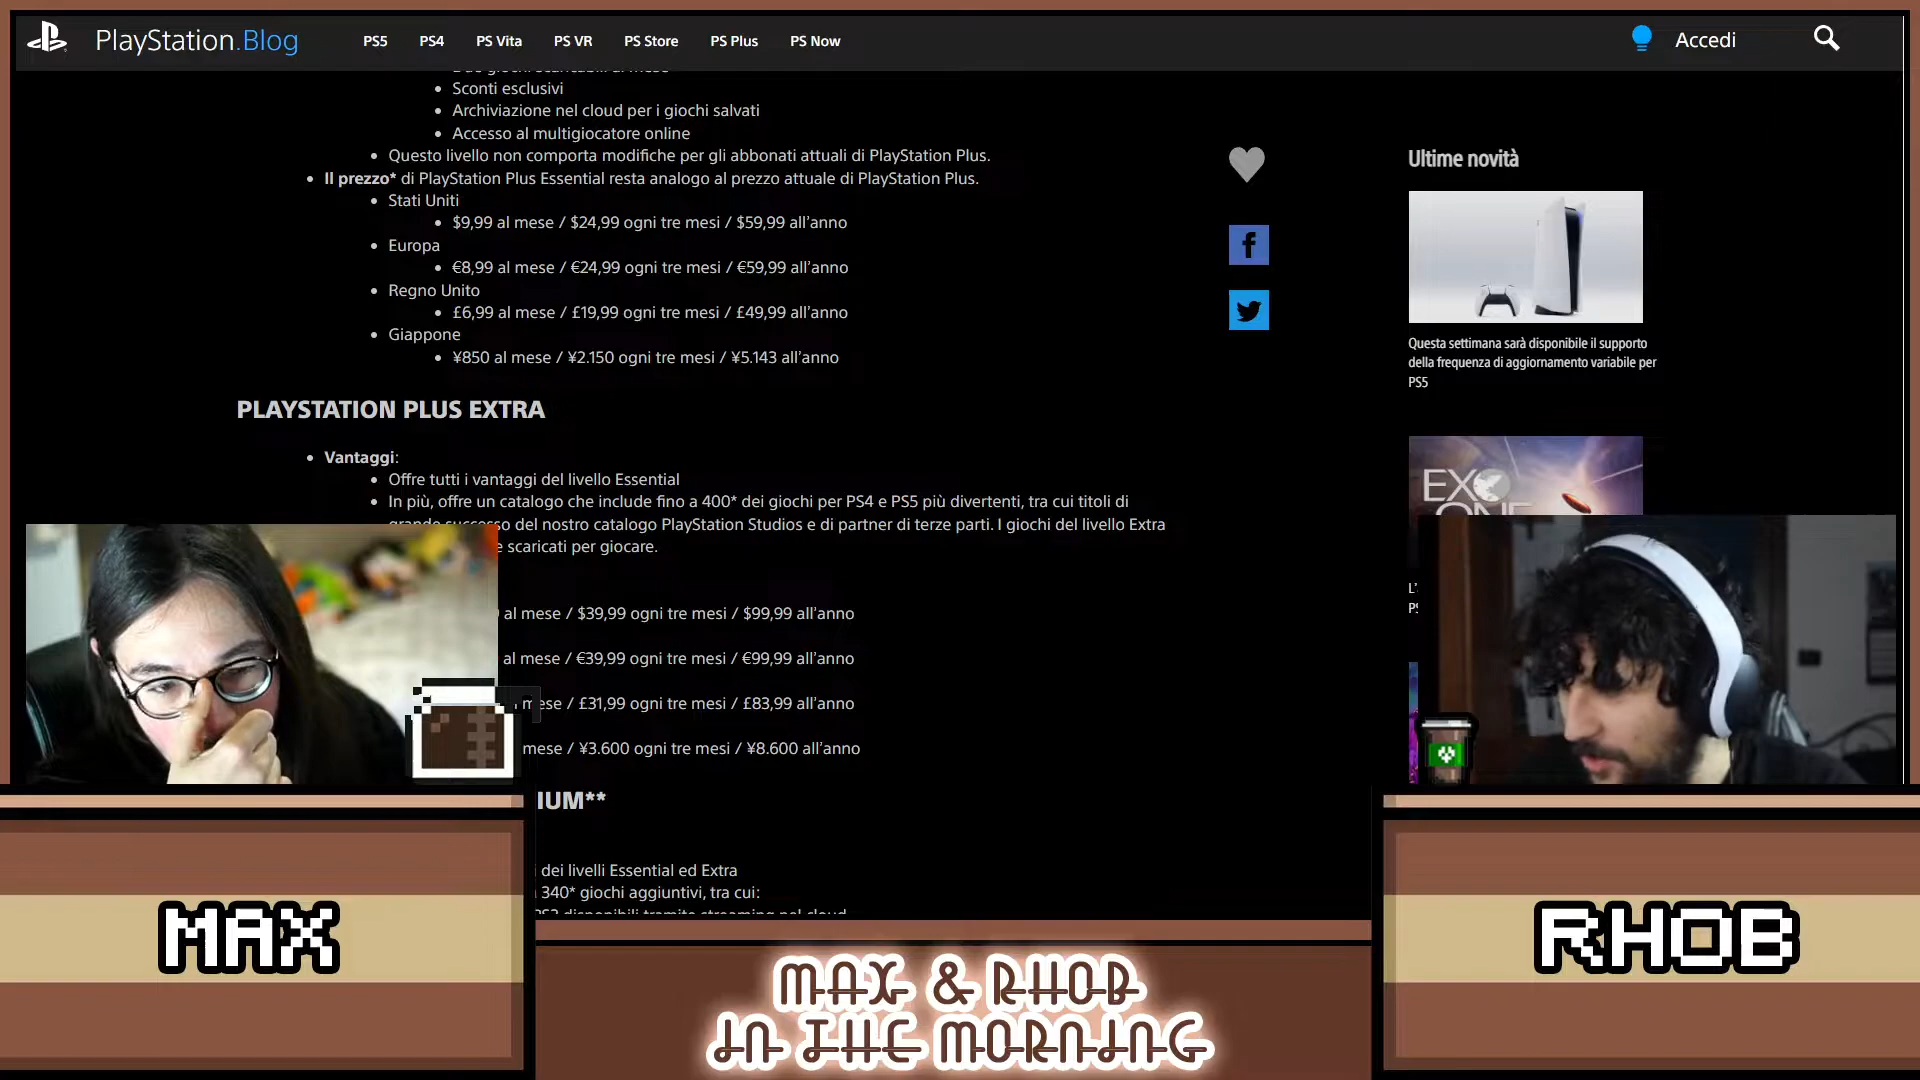 PlayStation.Blog PS5 PS4 PS Vita PS VR PS Store PS Plus PS Now Accedi
Sconti esclusivi
Archiviazione nel cloud per i giochi salvati
Accesso al multigiocatore online
Questo livello non comporta modifiche per gli abbonati attuali di PlayStation Plus.
Il prezzo* di PlayStation Plus Essential resta analogo al prezzo attuale di PlayStation Plus.
Stati Uniti
$9,99 al mese / $24,99 ogni tre mesi / $59,99 all'anno
Europa
€8,99 al mese / €24,99 ogni tre mesi / €59,99 all'anno
Regno Unito
£6,99 al mese / £19,99 ogni tre mesi / £49,99 all'anno
Giappone
¥850 al mese / ¥2.150 ogni tre mesi / ¥5.143 all'anno
PLAYSTATION PLUS EXTRA
Vantaggi:
Offre tutti i vantaggi del livello Essential
In più, offre un catalogo che include fino a 400* dei giochi per PS4 e PS5 più divertenti, tra cui titoli di
grande successo del nostro catalogo PlayStation Studios e di partner di terze parti. I giochi del livello Extra
scaricati per giocare.
al mese / $39,99 ogni tre mesi / $99,99 all'anno
al mese / €39,99 ogni tre mesi / €99,99 all'anno
mese / £31,99 ogni tre mesi / £83,99 all'anno
mese / ¥3.600 ogni tre mesi / ¥8.600 all'anno
IUM**
dei livelli Essential ed Extra
340* giochi aggiuntivi, tra cui:
Ultime novità
Questa settimana sarà disponibile il supporto
della frequenza di aggiornamento variabile per
PS5
EXO
ONE
MAX
RHOB
MAX & RHOB
IN THE MORNING